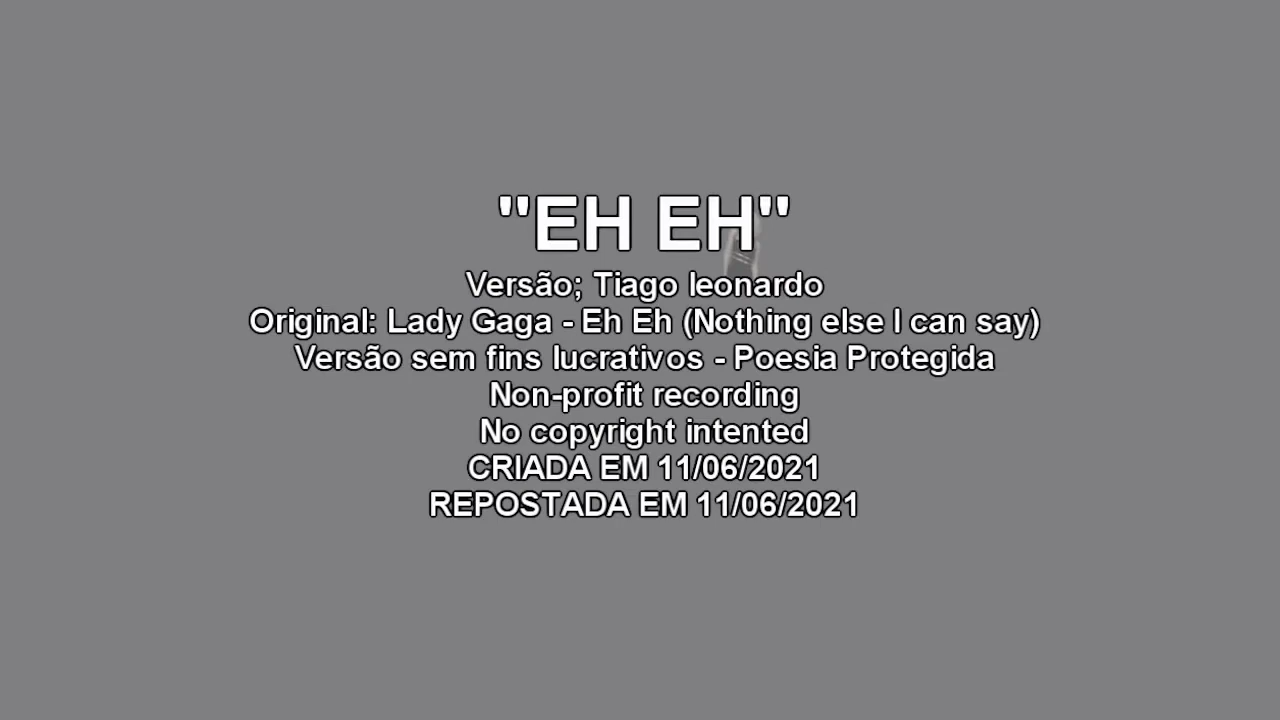 "EH EH"
Versão; Tiago leonardo
Original: Lady Gaga - Eh Eh (Nothing else I can say)
Versão sem fins lucrativos - Poesia Protegida
Non-profit recording
No copyright intented
CRIADA EM 11/06/2021
REPOSTADA EM 11/06/2021